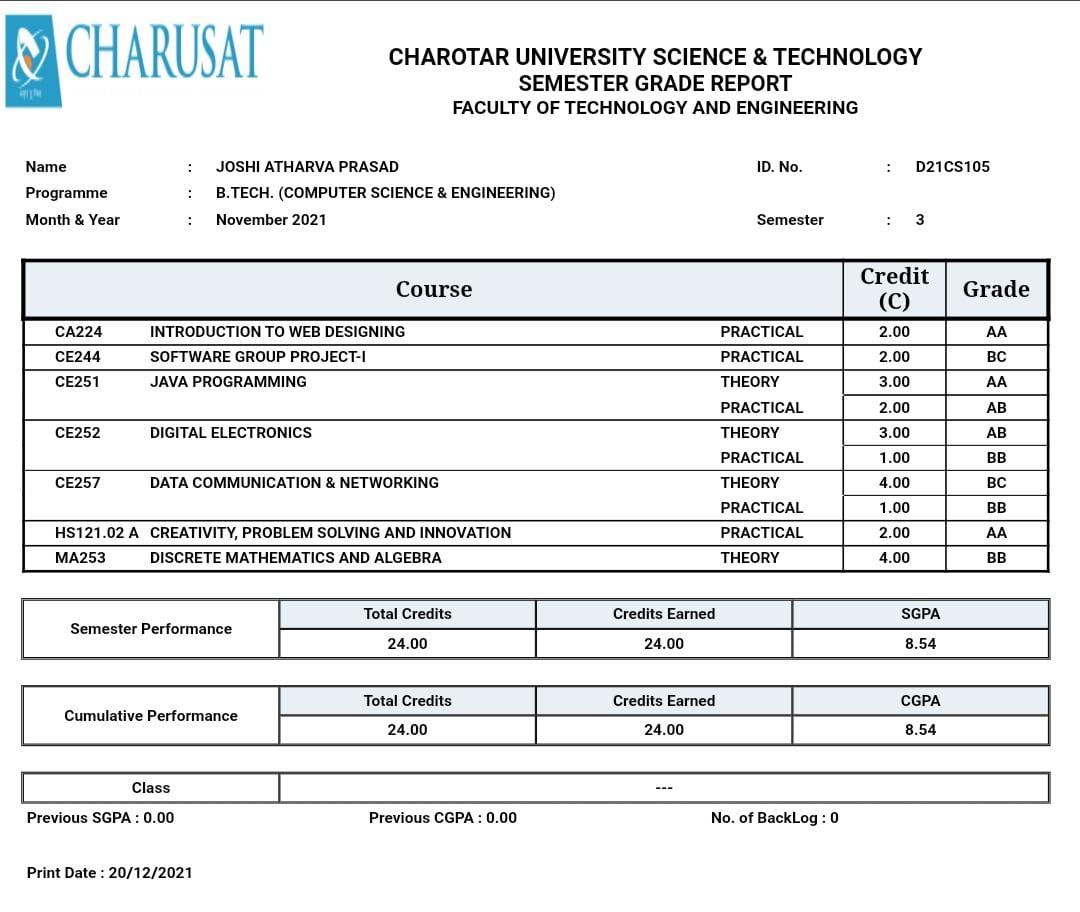 CHARUSAT
CHAROTAR UNIVERSITY SCIENCE & TECHNOLOGY
SEMESTER GRADE REPORT
FACULTY OF TECHNOLOGY AND ENGINEERING
Name : JOSHI ATHARVA PRASAD ID. No. : D21CS105
Programme : B.TECH. (COMPUTER SCIENCE & ENGINEERING)
Month & Year : November 2021 Semester : 3
Course Credit (C) Grade
CA224 INTRODUCTION TO WEB DESIGNING PRACTICAL 2.00 AA
CE244 SOFTWARE GROUP PROJECT-I PRACTICAL 2.00 BC
CE251 JAVA PROGRAMMING THEORY 3.00 AA
PRACTICAL 2.00 AB
CE252 DIGITAL ELECTRONICS THEORY 3.00 AB
PRACTICAL 1.00 BB
CE257 DATA COMMUNICATION & NETWORKING THEORY 4.00 BC
PRACTICAL 1.00 BB
HS121.02 A CREATIVITY, PROBLEM SOLVING AND INNOVATION PRACTICAL 2.00 AA
MA253 DISCRETE MATHEMATICS AND ALGEBRA THEORY 4.00 BB
Semester Performance Total Credits Credits Earned SGPA
24.00 24.00 8.54
Cumulative Performance Total Credits Credits Earned CGPA
24.00 24.00 8.54
Class ---
Previous SGPA : 0.00 Previous CGPA : 0.00 No. of BackLog : 0
Print Date : 20/12/2021